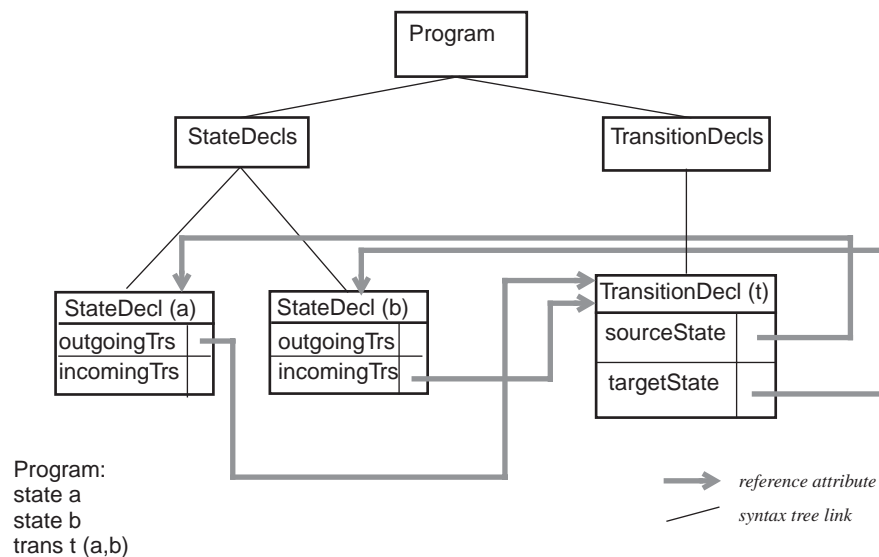 Program
StateDecls
TransitionDecls
StateDecl (a)
outgoingTrs
incomingTrs
StateDecl (b)
outgoingTrs
incomingTrs
TransitionDecl (t)
sourceState
targetState
Program:
state a
state b
trans t (a,b)
reference attribute
syntax tree link